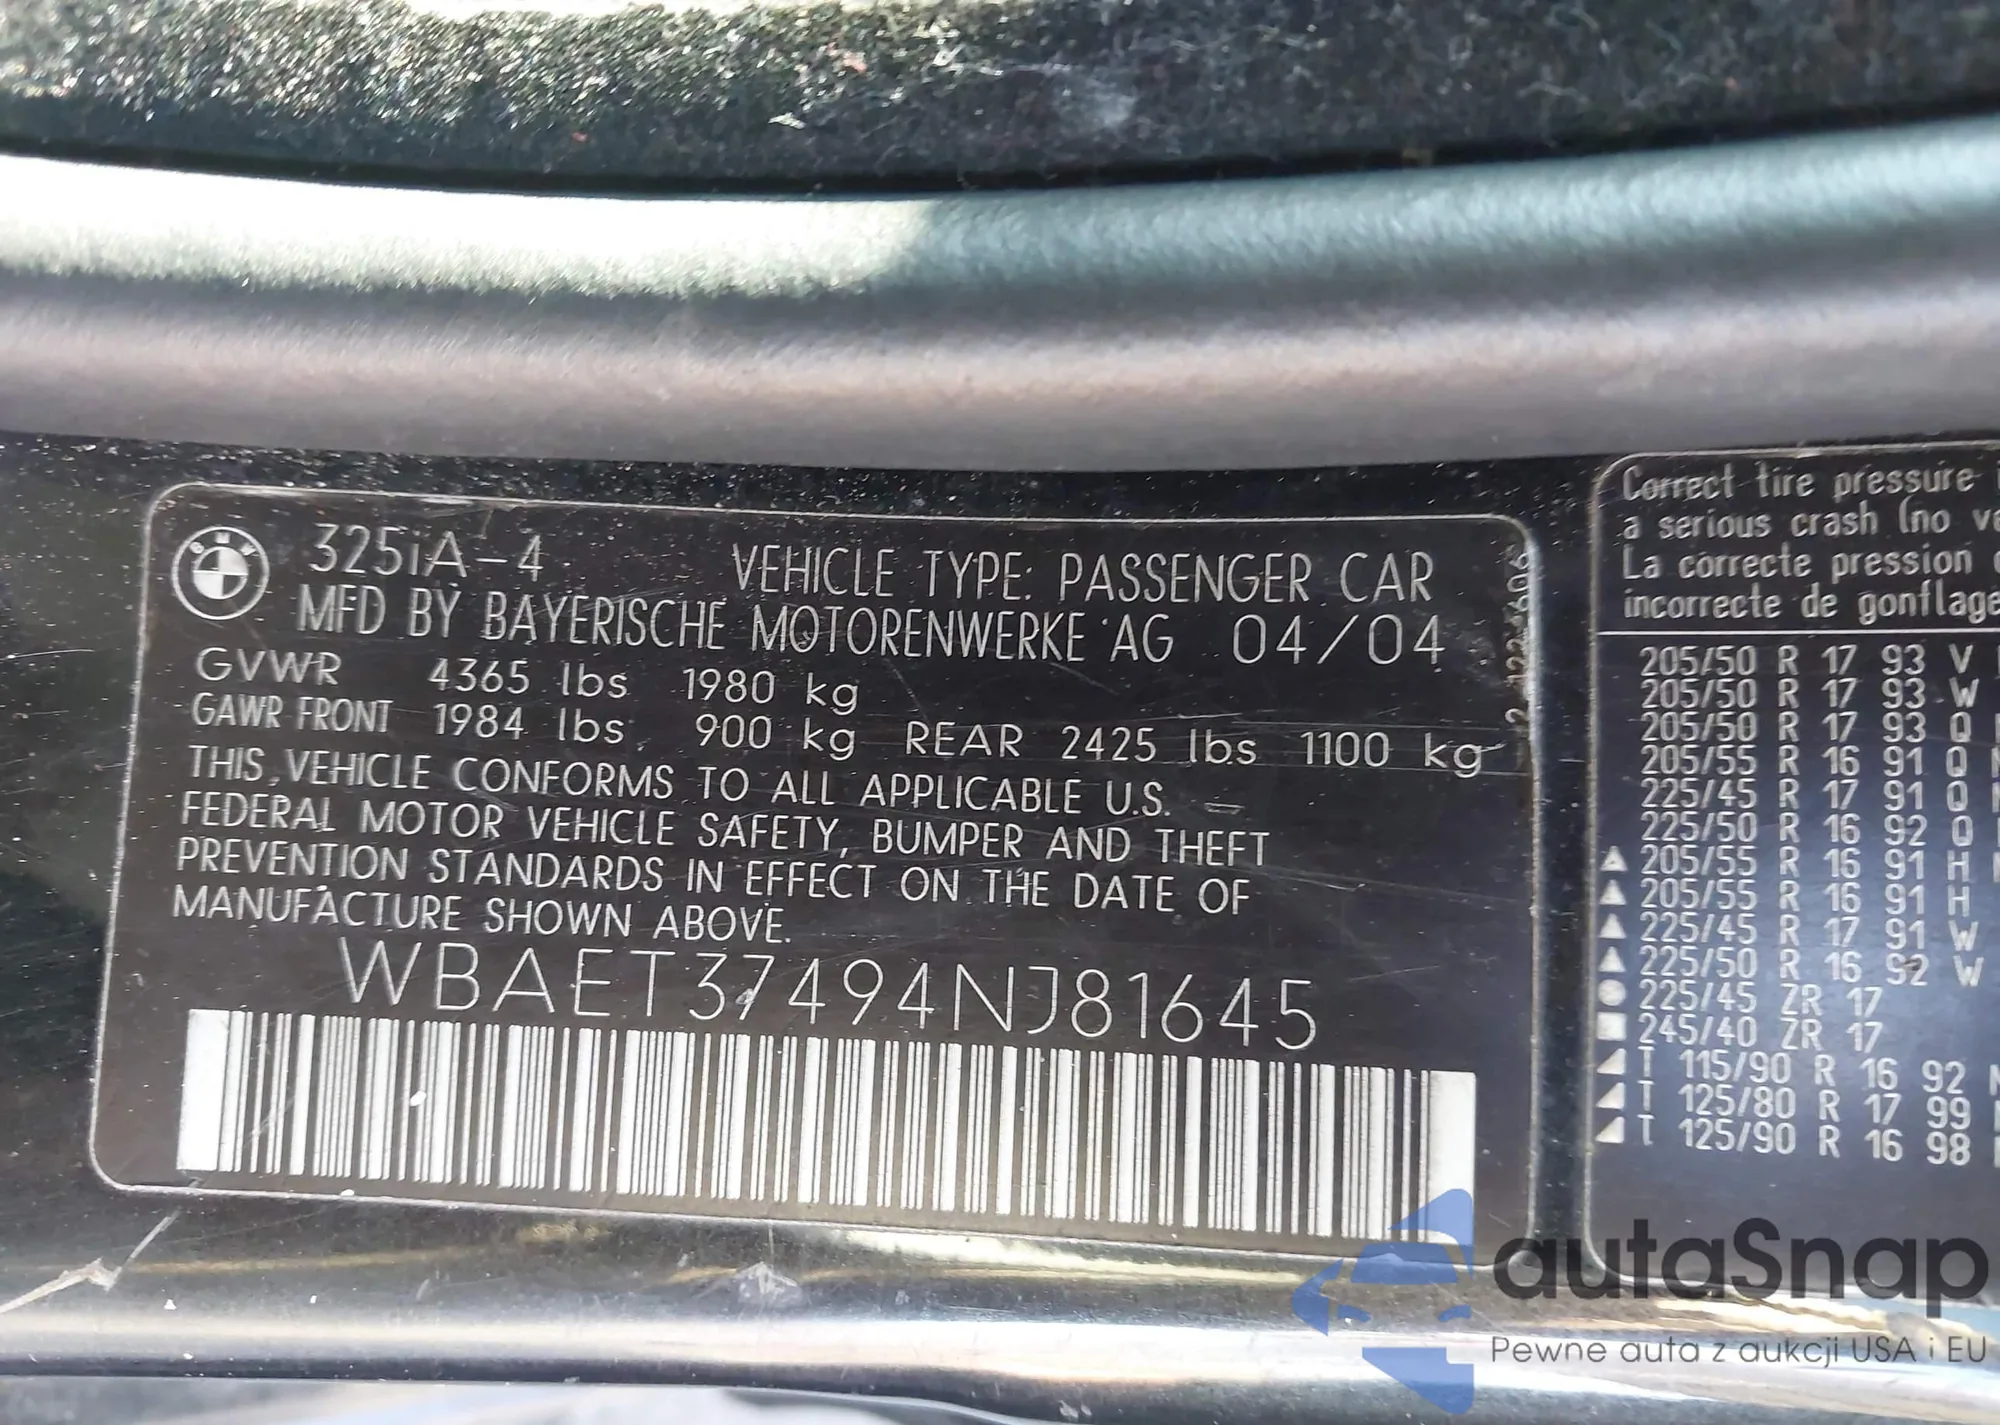 BMW
325iA-4
VEHICLE TYPE: PASSENGER CAR
MFD BY BAYERISCHE MOTORENWERKE AG 04/04
GVWR 4365 lbs 1980 kg
GAWR FRONT 1984 lbs 900 kg REAR 2425 lbs 1100 kg
THIS VEHICLE CONFORMS TO ALL APPLICABLE U.S.
FEDERAL MOTOR VEHICLE SAFETY, BUMPER AND THEFT
PREVENTION STANDARDS IN EFFECT ON THE DATE OF
MANUFACTURE SHOWN ABOVE.
WBAET37494NJ81645
Correct tire pressure
a serious crash (no
La correcte pression
incorrecte de gonflage
205/50 R 17 93 V
205/50 R 17 93 W
205/50 R 17 93 Q
205/55 R 16 91 Q
225/45 R 17 91 Q
225/50 R 16 92 Q
205/55 R 16 91 H
205/55 R 16 91 H
225/45 R 17 91 W
225/50 R 16 92 W
225/45 ZR 17
245/40 ZR 17
T 115/90 R 16 92
T 125/80 R 17 99
T 125/90 R 16 98
autaSnap
Pewne auta z aukcji USA i EU